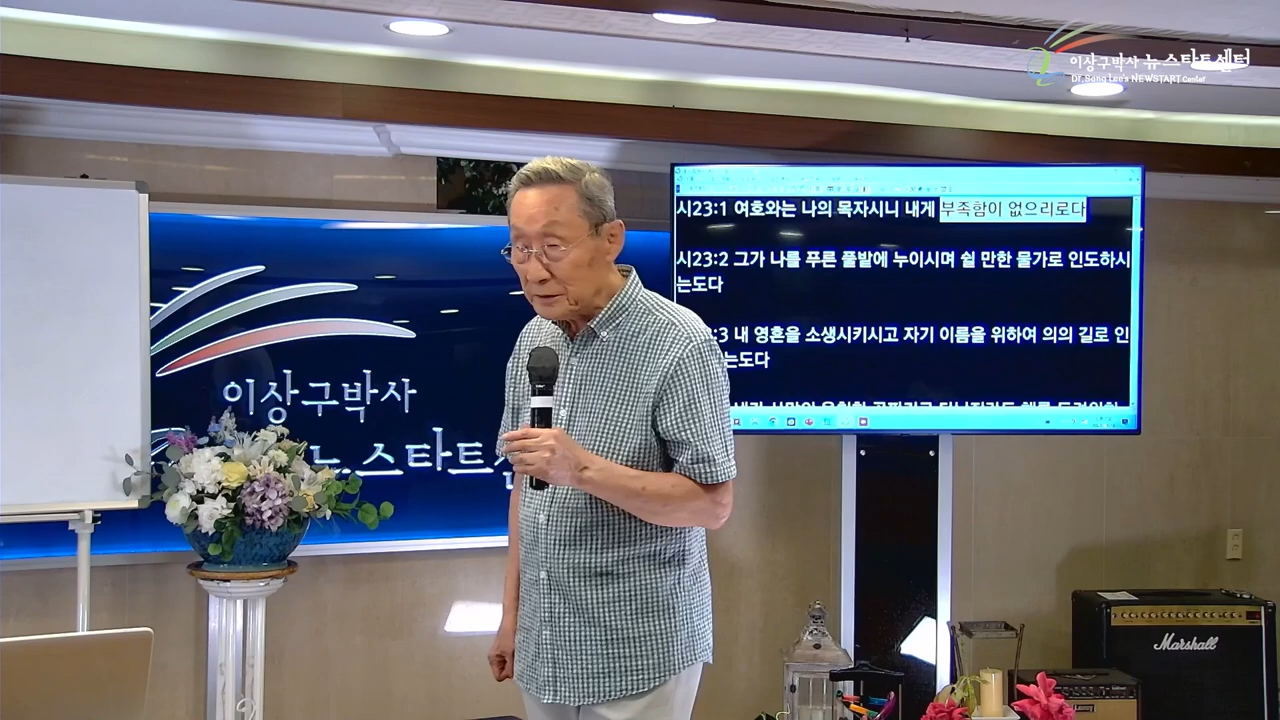 이상구박사 뉴스타트센터
Dr. Sang Lee's NEWSTART Center
시23:1 여호와는 나의 목자시니 내게 부족함이 없으리로다
시23:2 그가 나를 푸른 풀밭에 누이시며 쉴 만한 물가로 인도하시
는도다
:3 내 영혼을 소생시키시고 자기 이름을 위하여 의의 길로 인
는도다
이상구박사
뉴스타트
Marshall